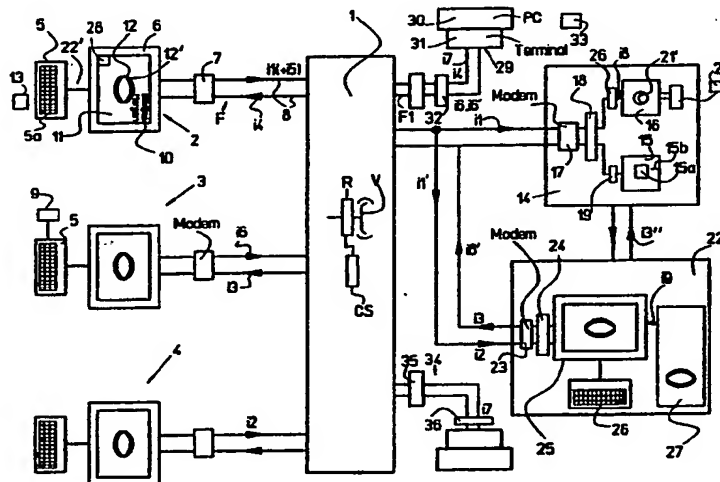 5
22'
28
12
12'
6
13
7
i1(+i5)
8
F
i4
5a
11
10
2
1
30
PC
33
31
Terminal
29
i7
i4
F1
32
i6,i6'
i1
Modem
18
26
i8
21'
17
16
14
19
15
15b
15a
3
9
5
Modem
i6
i3
R
V
CS
i1'
i6'
i3''
22
Modem
24
i3
i2
23
i9
25
26
27
4
i2
35
34
i7
36